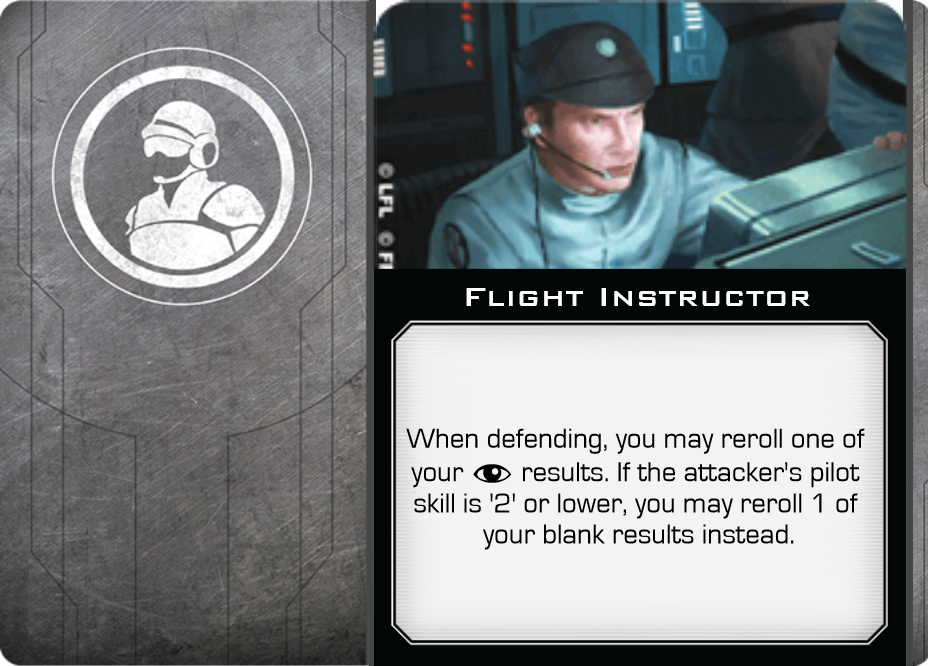 © LFL © F
Flight Instructor
When defending, you may reroll one of
your results. If the attacker's pilot
skill is '2' or lower, you may reroll 1 of
your blank results instead.